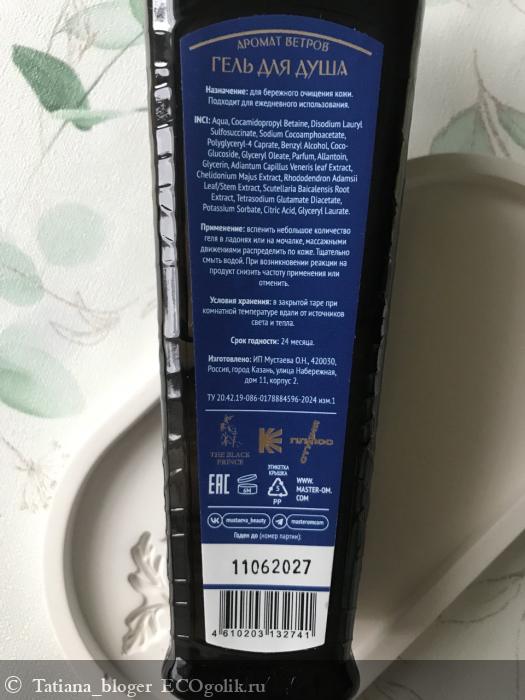 АРОМАТ ВЕТРОВ
ГЕЛЬ ДЛЯ ДУША
Назначение: для бережного очищения кожи.
Подходит для ежедневного использования.
INCI: Aqua, Cocamidopropyl Betaine, Disodium Lauryl
Sulfosuccinate, Sodium Cocoamphoacetate,
Polyglyceryl-4 Caprate, Benzyl Alcohol, Coco-
Glucoside, Glyceryl Oleate, Parfum, Allantoin,
Glycerin, Adiantum Capillus Veneris leaf Extract,
Chelidonium Majus Extract, Rhododendron Adamsii
Leaf/Stem Extract, Scutellaria Baicalensis Root
Extract, Tetrasodium Glutamate Diacetate,
Potassium Sorbate, Citric Acid, Glyceryl Laurate.
Применение: вспенить небольшое количество
геля в ладонях или на мочалке, массажными
движениями распределить по коже. Тщательно
смыть водой. При возникновении реакции на
продукт снизить частоту применения или
отменить.
Условия хранения: в закрытой таре при
комнатной температуре вдали от источников
света и тепла.
Срок годности: 24 месяца.
Изготовлено: ИП Мустаева О.Н., 420030,
Россия, город Казань, улица Набережная,
дом 11, корпус 2.
ТУ 20.42.19-086-0178884596-2024 изм.1
THE BLACK
PRINCE
EAC
6M
ЭТИКЕТКА
КРЫШКА
5
PP
WWW.
MASTER-OM.
COM
mustaeva_beauty
masteromcom
Годен до (номер партии):
11062027
4 610203 132741
Tatiana_bloger ECOgolik.ru